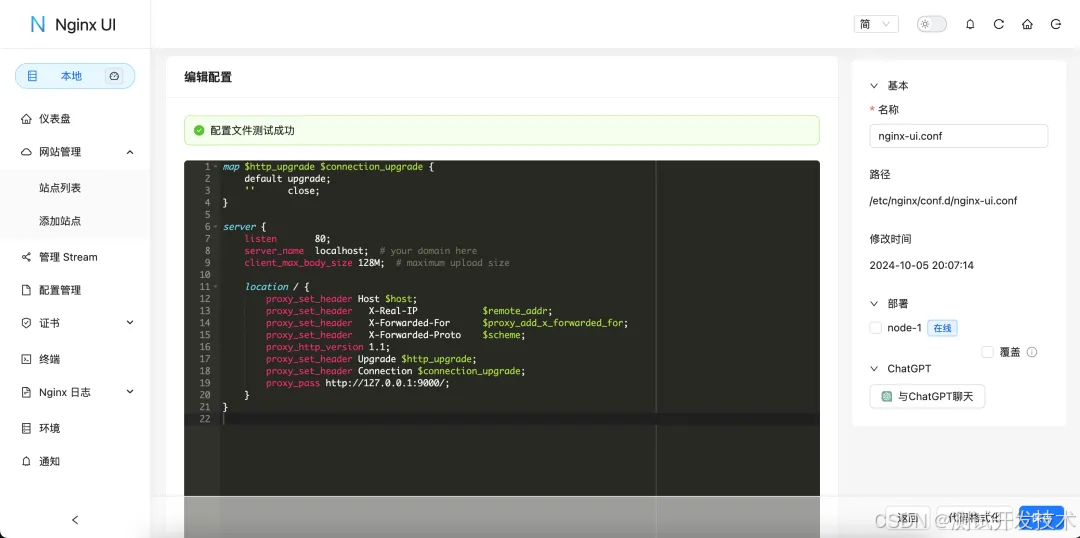 Nginx UI
简
本地
仪表盘
网站管理
站点列表
添加站点
管理 Stream
配置管理
证书
终端
Nginx 日志
环境
通知
编辑配置
配置文件测试成功
1 map $http_upgrade $connection_upgrade {
2     default upgrade;
3     ''      close;
4 }
5
6 server {
7     listen       80;
8     server_name  localhost;  # your domain here
9     client_max_body_size 128M;  # maximum upload size
10
11     location / {
12         proxy_set_header Host $host;
13         proxy_set_header   X-Real-IP            $remote_addr;
14         proxy_set_header   X-Forwarded-For      $proxy_add_x_forwarded_for;
15         proxy_set_header   X-Forwarded-Proto    $scheme;
16         proxy_http_version 1.1;
17         proxy_set_header Upgrade $http_upgrade;
18         proxy_set_header Connection $connection_upgrade;
19         proxy_pass http://127.0.0.1:9000/;
20     }
21 }
22
基本
* 名称
nginx-ui.conf
路径
/etc/nginx/conf.d/nginx-ui.conf
修改时间
2024-10-05 20:07:14
部署
node-1 在线
覆盖
ChatGPT
与ChatGPT聊天
返回 代码格式化 保存
CSDN @测试开发技术